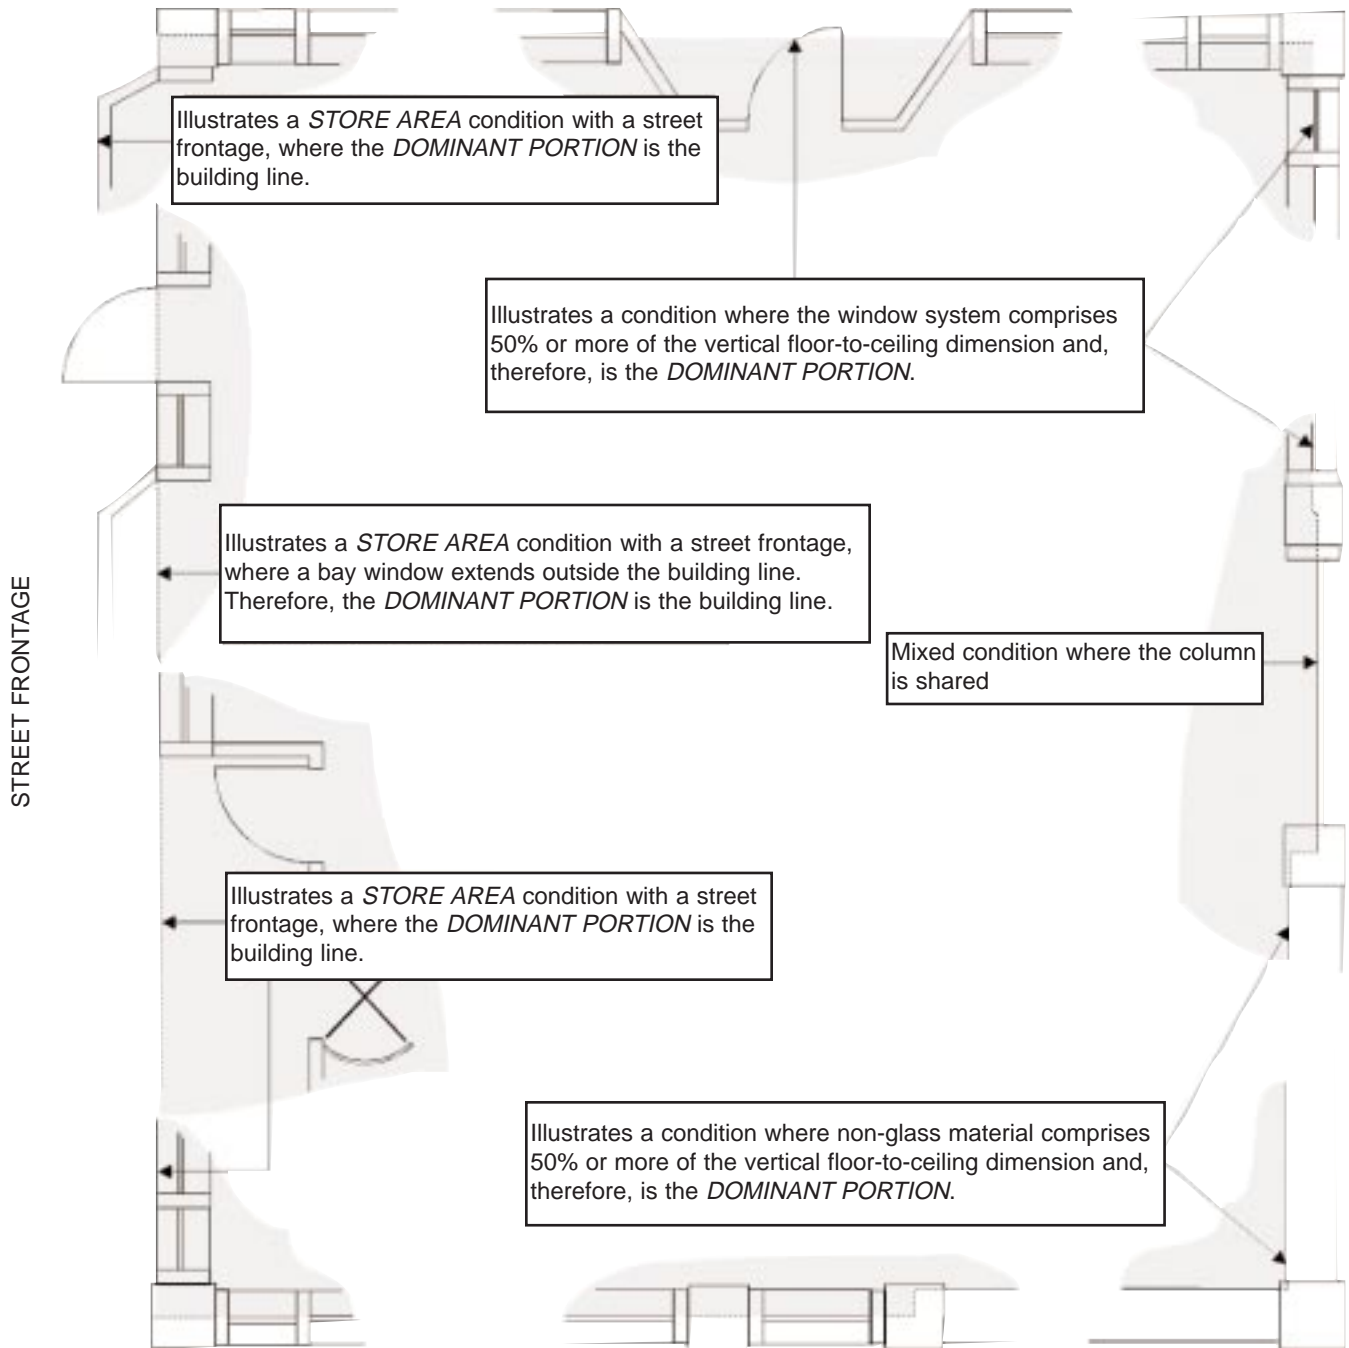 Illustrates a STORE AREA condition with a street
frontage, where the DOMINANT PORTION is the
building line.
Illustrates a condition where the window system comprises
50% or more of the vertical floor-to-ceiling dimension and,
therefore, is the DOMINANT PORTION.
Illustrates a STORE AREA condition with a street frontage,
where a bay window extends outside the building line.
Therefore, the DOMINANT PORTION is the building line.
STREET FRONTAGE
Mixed condition where the column
is shared
Illustrates a STORE AREA condition with a street
frontage, where the DOMINANT PORTION is the
building line.
Illustrates a condition where non-glass material comprises
50% or more of the vertical floor-to-ceiling dimension and,
therefore, is the DOMINANT PORTION.